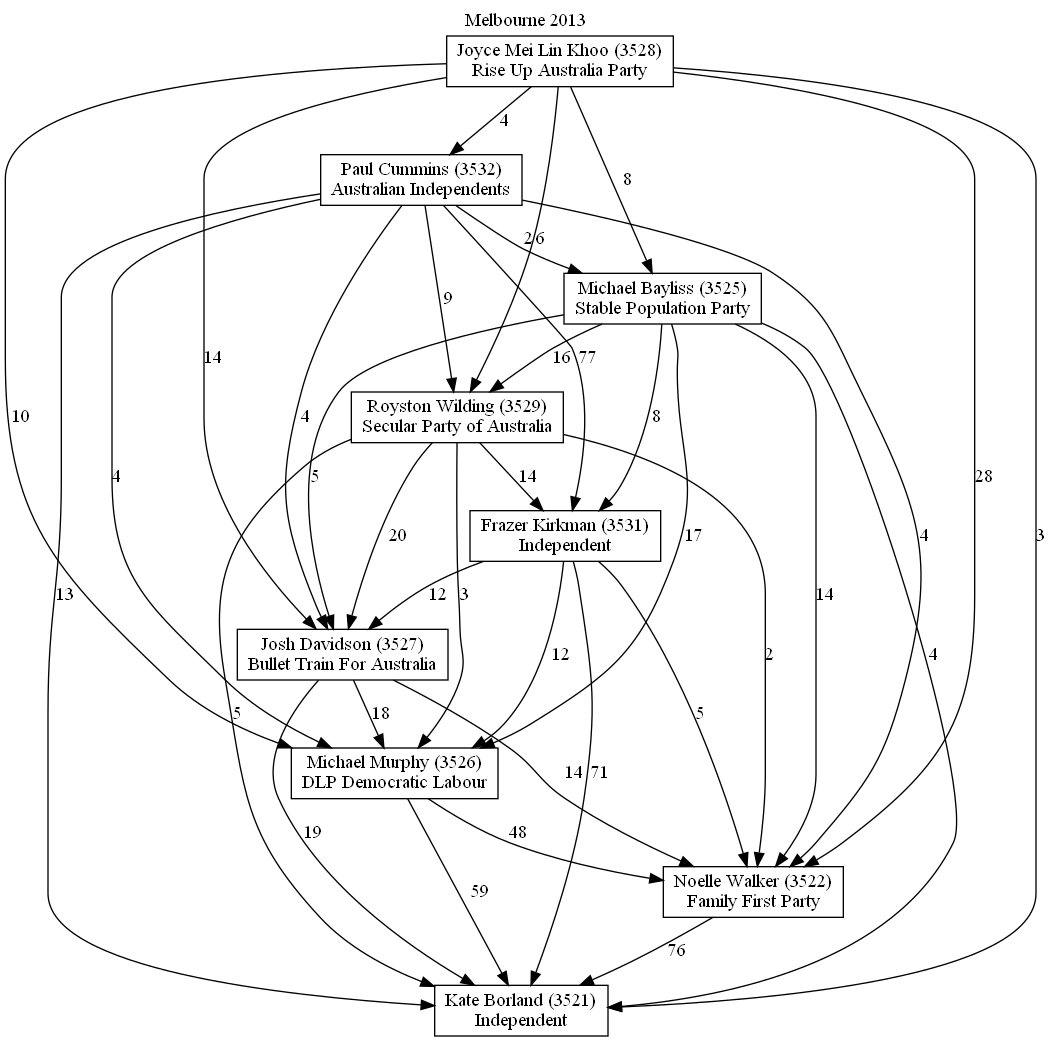 Melbourne 2013
Joyce Mei Lin Khoo (3528)
Rise Up Australia Party
4
Paul Cummins (3532)
Australian Independents
8
26
Michael Bayliss (3525)
Stable Population Party
9
14
16
77
10
4
5
8
Royston Wilding (3529)
Secular Party of Australia
4
14
28
Frazer Kirkman (3531)
Independent
20
17
4
3
13
12
3
14
Josh Davidson (3527)
Bullet Train For Australia
12
2
4
5
18
5
Michael Murphy (3526)
DLP Democratic Labour
14
71
19
48
Noelle Walker (3522)
Family First Party
59
76
Kate Borland (3521)
Independent